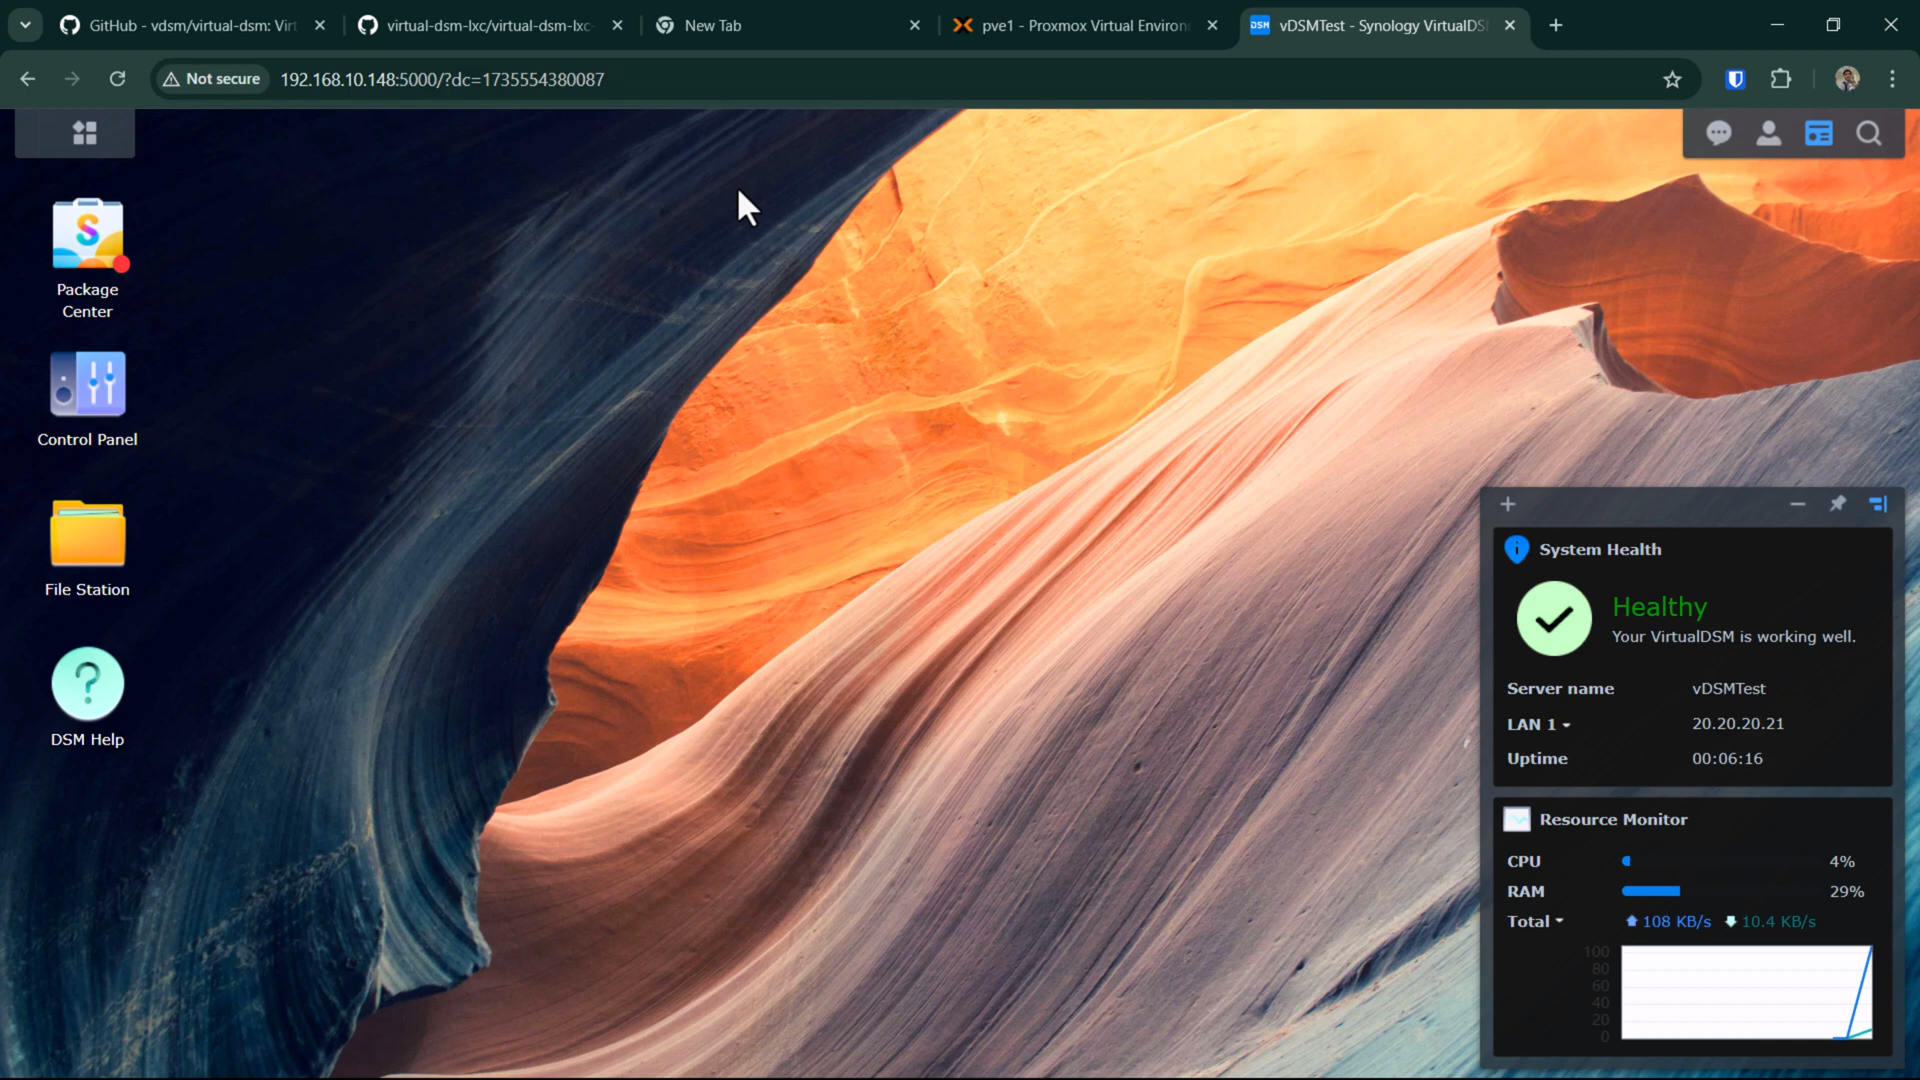 GitHub - vdsm/virtual-dsm: Virt
virtual-dsm-lxc/virtual-dsm-lxc-
New Tab
pve1 - Proxmox Virtual Environ
DSM
vDSMTest - Synology VirtualDS
Not secure
192.168.10.148:5000/?dc=1735554380087
S
Package
Center
Control Panel
File Station
?
DSM Help
System Health
Healthy
Your VirtualDSM is working well.
Server name vDSMTest
LAN 1 20.20.20.21
Uptime 00:06:16
Resource Monitor
CPU 4%
RAM 29%
Total 108 KB/s 10.4 KB/s
100
80
60
40
20
0